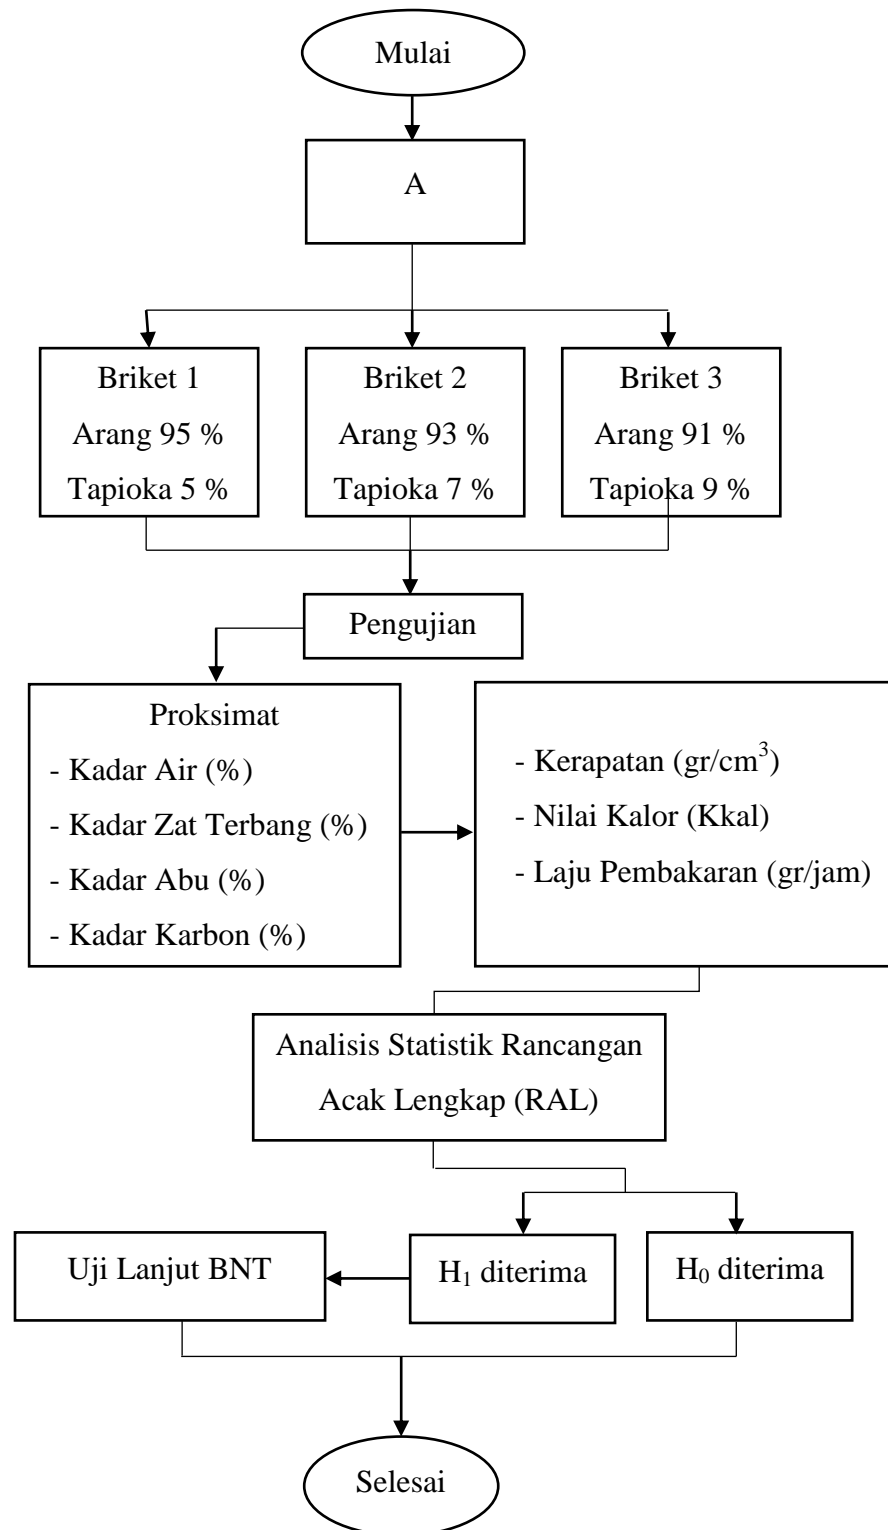 Mulai
A
Briket 1
Arang 95 %
Tapioka 5 %
Briket 2
Arang 93 %
Tapioka 7 %
Briket 3
Arang 91 %
Tapioka 9 %
Pengujian
Proksimat
- Kadar Air (%)
- Kadar Zat Terbang (%)
- Kadar Abu (%)
- Kadar Karbon (%)
- Kerapatan (gr/cm³)
- Nilai Kalor (Kkal)
- Laju Pembakaran (gr/jam)
Analisis Statistik Rancangan
Acak Lengkap (RAL)
Uji Lanjut BNT
H₁ diterima
H₀ diterima
Selesai